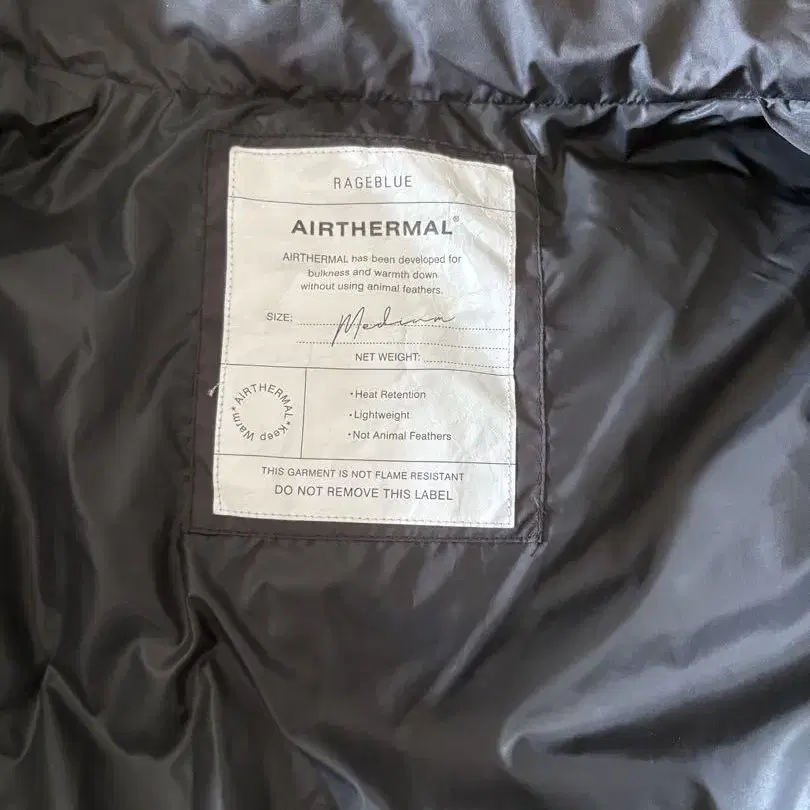 RAGEBLUE
AIRTHERMAL®
AIRTHERMAL has been developed for
bulkness and warmth down
without using animal feathers.
SIZE: Medium
NET WEIGHT:
AIRTHERMAL * Keep Warm *
• Heat Retention
• Lightweight
• Not Animal Feathers
THIS GARMENT IS NOT FLAME RESISTANT
DO NOT REMOVE THIS LABEL